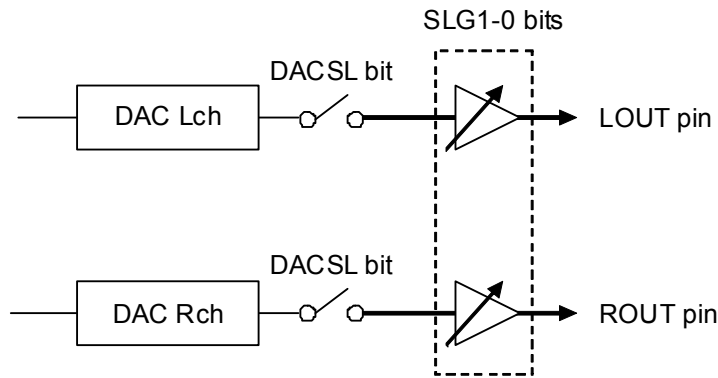 SLG1-0 bits
DACSL bit
DAC Lch
LOUT pin
DACSL bit
DAC Rch
ROUT pin